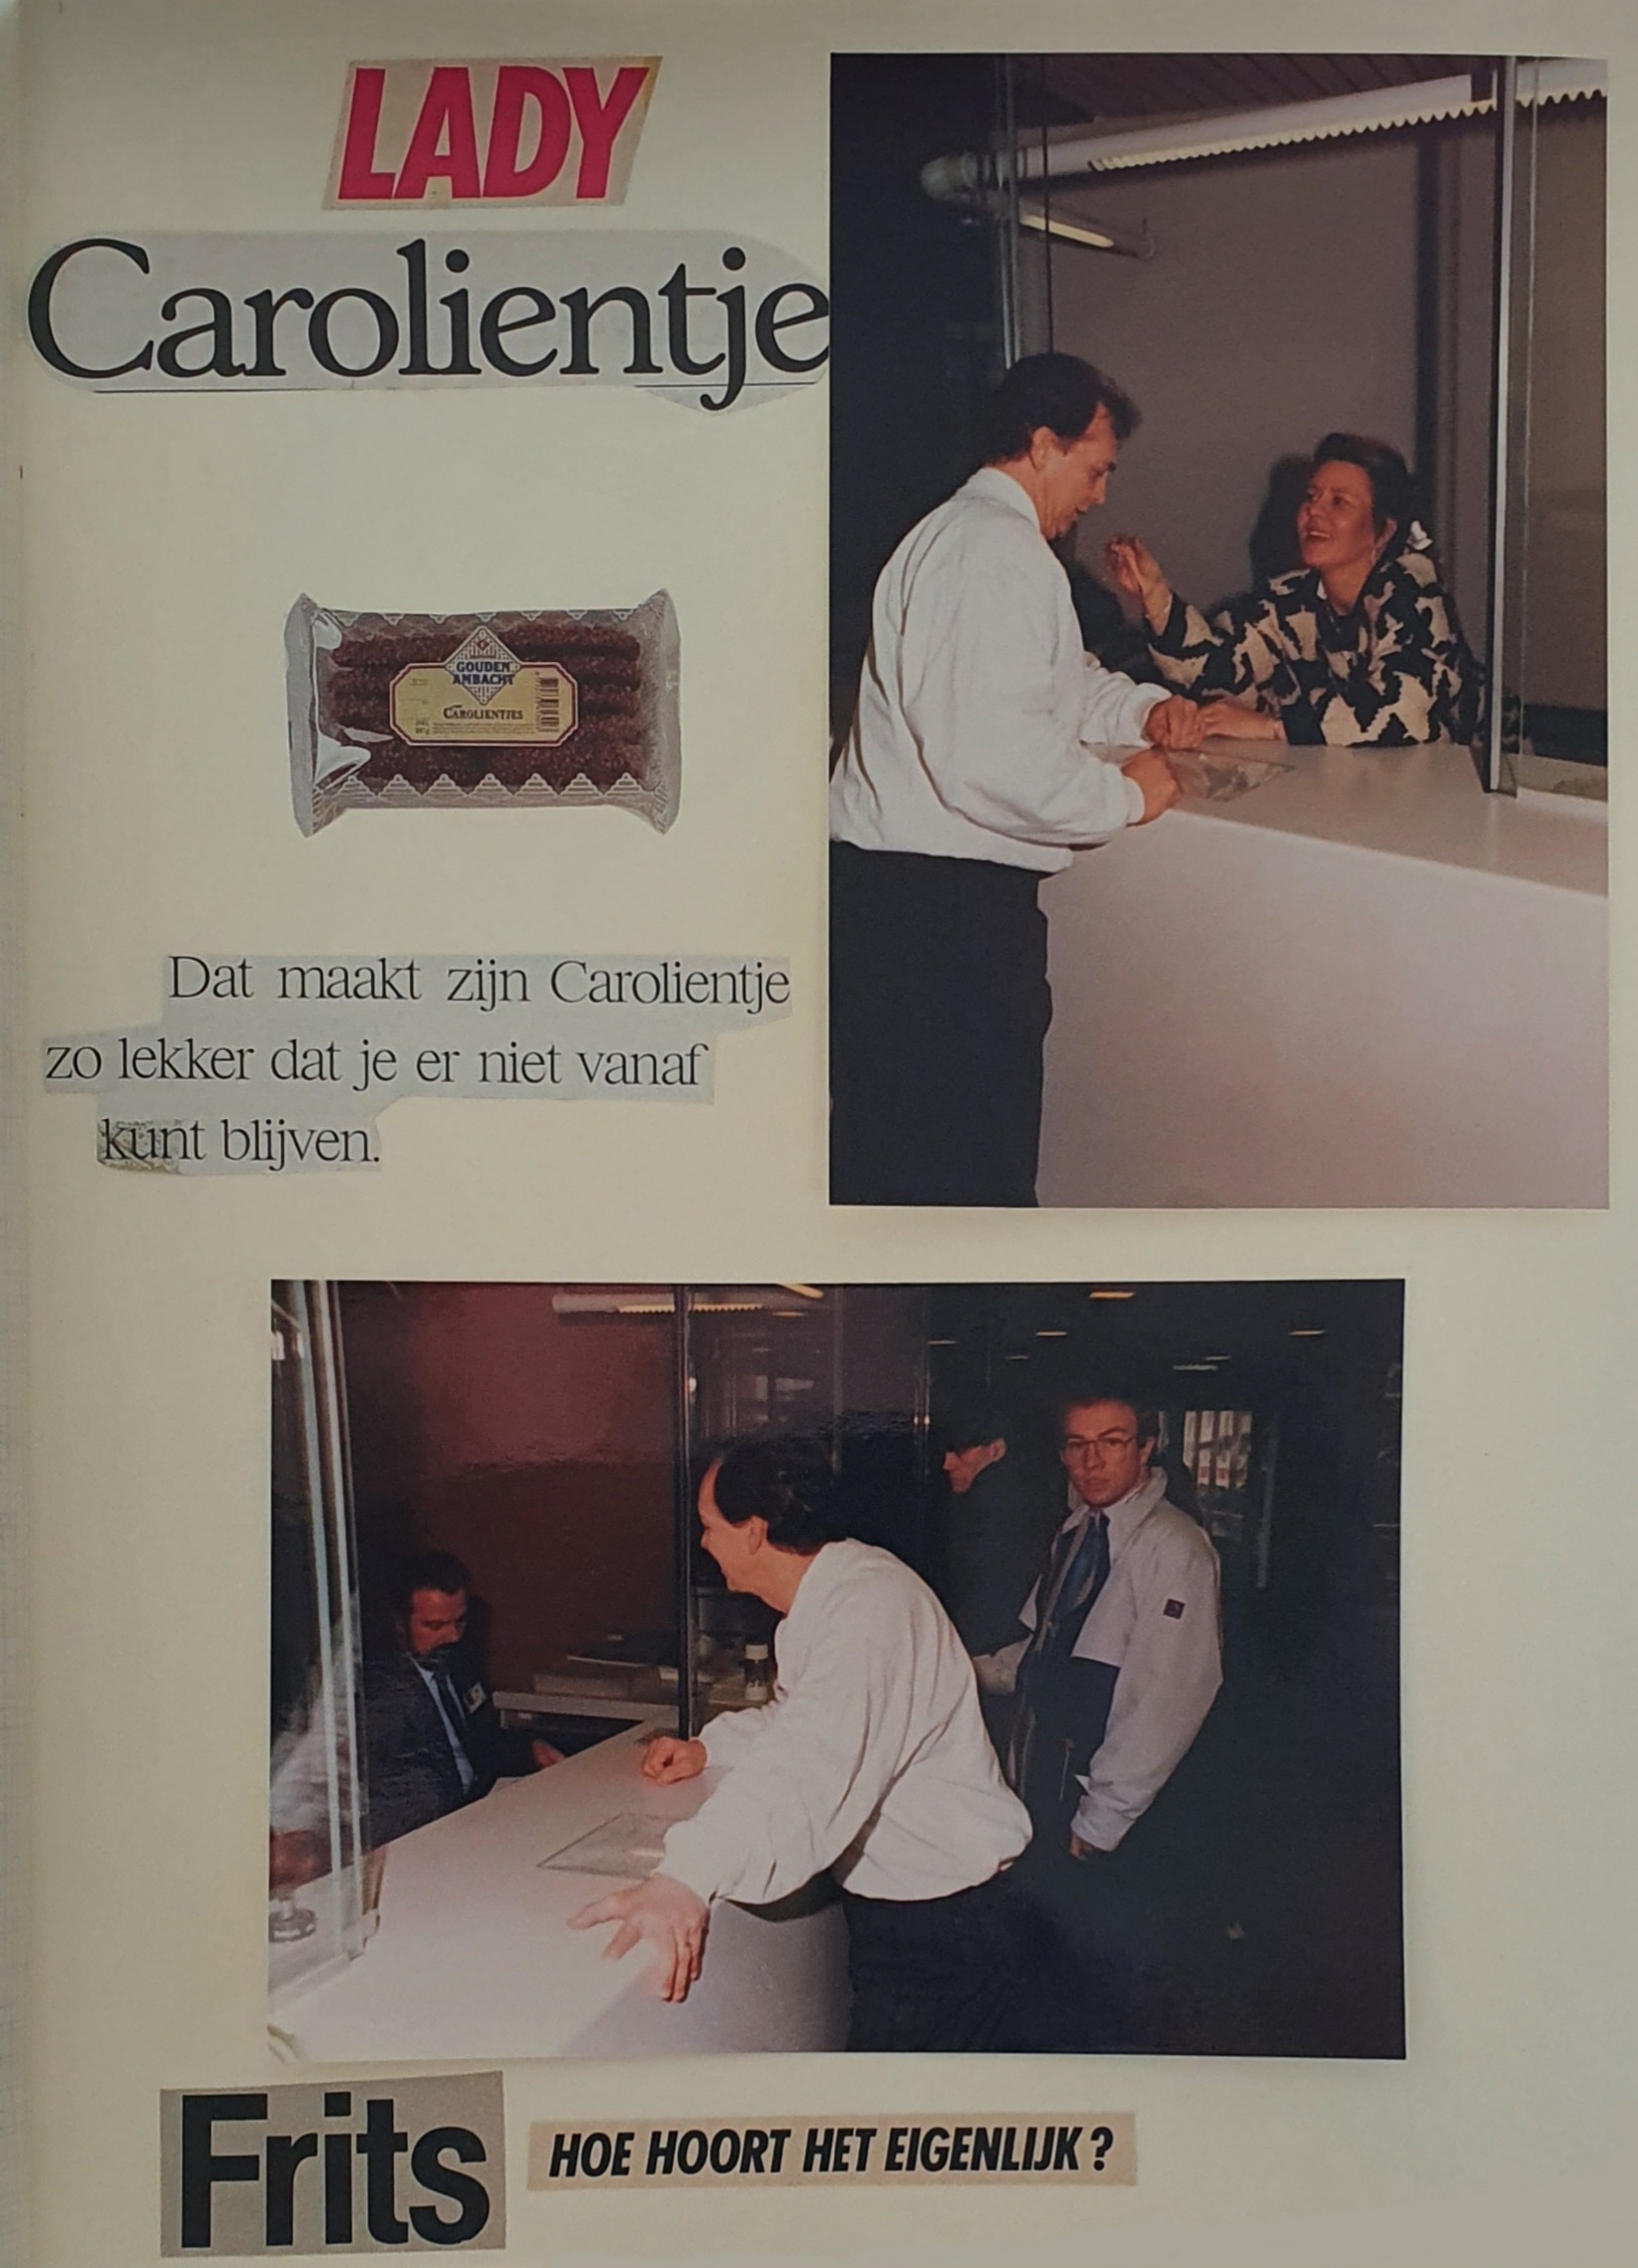 LADY
Carolientje
GOUDEN
AMBACHT
CAROLIENTJES
Dat maakt zijn Carolientje
zo lekker dat je er niet vanaf
kunt blijven.
Frits
HOE HOORT HET EIGENLIJK?